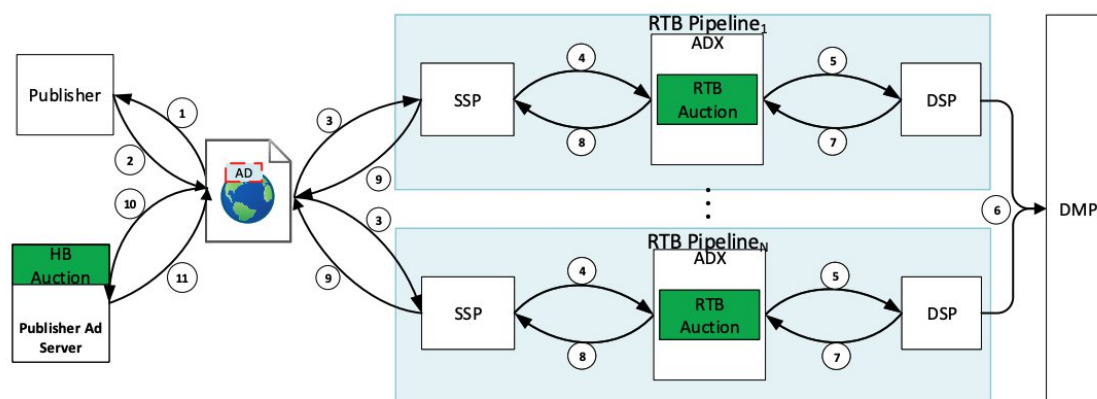 RTB Pipeline1
ADX
4
5
Publisher
1
3
SSP
RTB
Auction
DSP
2
8
7
AD
9
10
3
6
DMP
RTB PipelineN
ADX
HB
Auction
11
9
4
5
Publisher Ad
Server
SSP
RTB
Auction
DSP
8
7